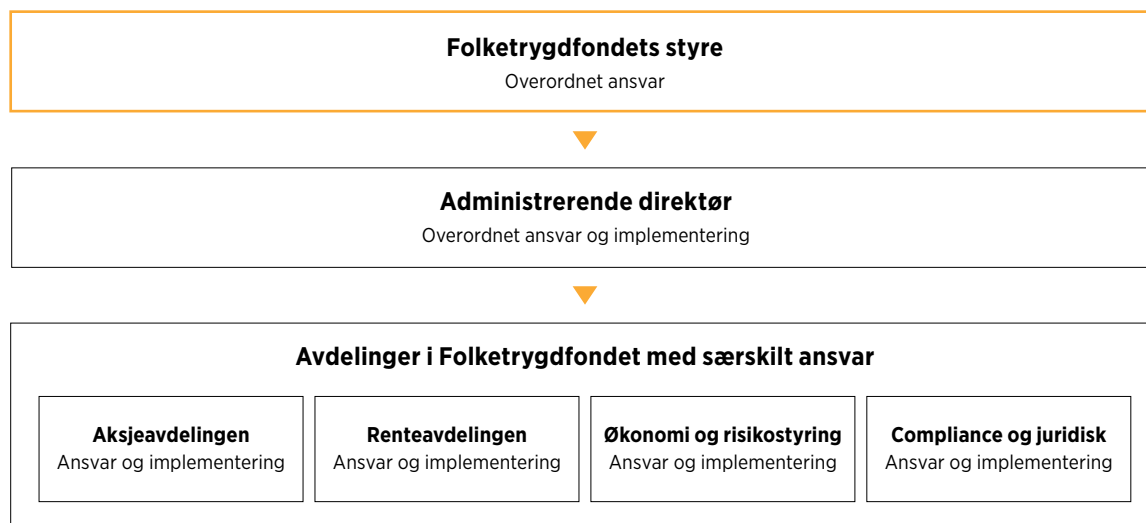 Folketrygdfondets styre
Overordnet ansvar
Administrerende direktør
Overordnet ansvar og implementering
Avdelinger i Folketrygdfondet med særskilt ansvar
Aksjeavdelingen
Ansvar og implementering
Renteavdelingen
Ansvar og implementering
Økonomi og risikostyring
Ansvar og implementering
Compliance og juridisk
Ansvar og implementering